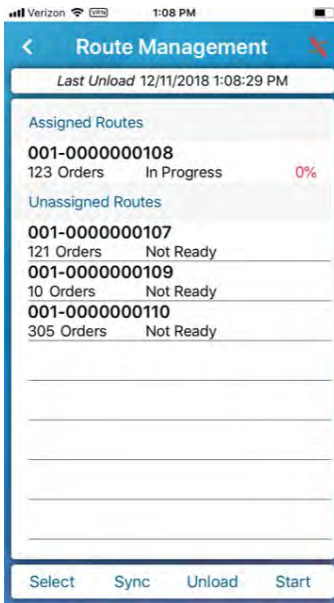 Verizon VPN 1:08 PM
Route Management
Last Unload 12/11/2018 1:08:29 PM
Assigned Routes
001-0000000108
123 Orders In Progress 0%
Unassigned Routes
001-0000000107
121 Orders Not Ready
001-0000000109
10 Orders Not Ready
001-0000000110
305 Orders Not Ready
Select Sync Unload Start